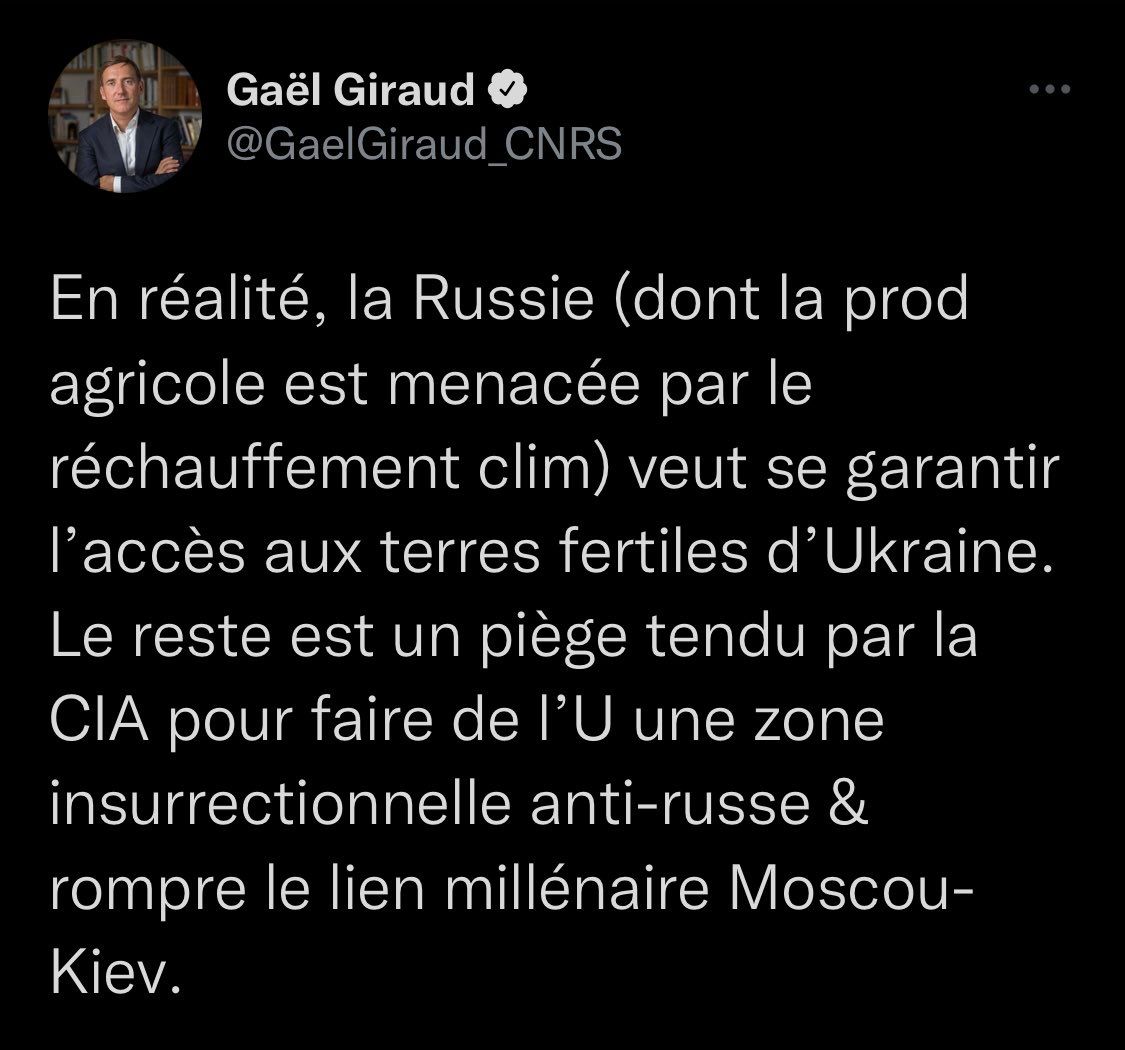 Gaël Giraud
@GaelGiraud_CNRS
En réalité, la Russie (dont la prod
agricole est menacée par le
réchauffement clim) veut se garantir
l’accès aux terres fertiles d’Ukraine.
Le reste est un piège tendu par la
CIA pour faire de l’U une zone
insurrectionnelle anti-russe &
rompre le lien millénaire Moscou-
Kiev.